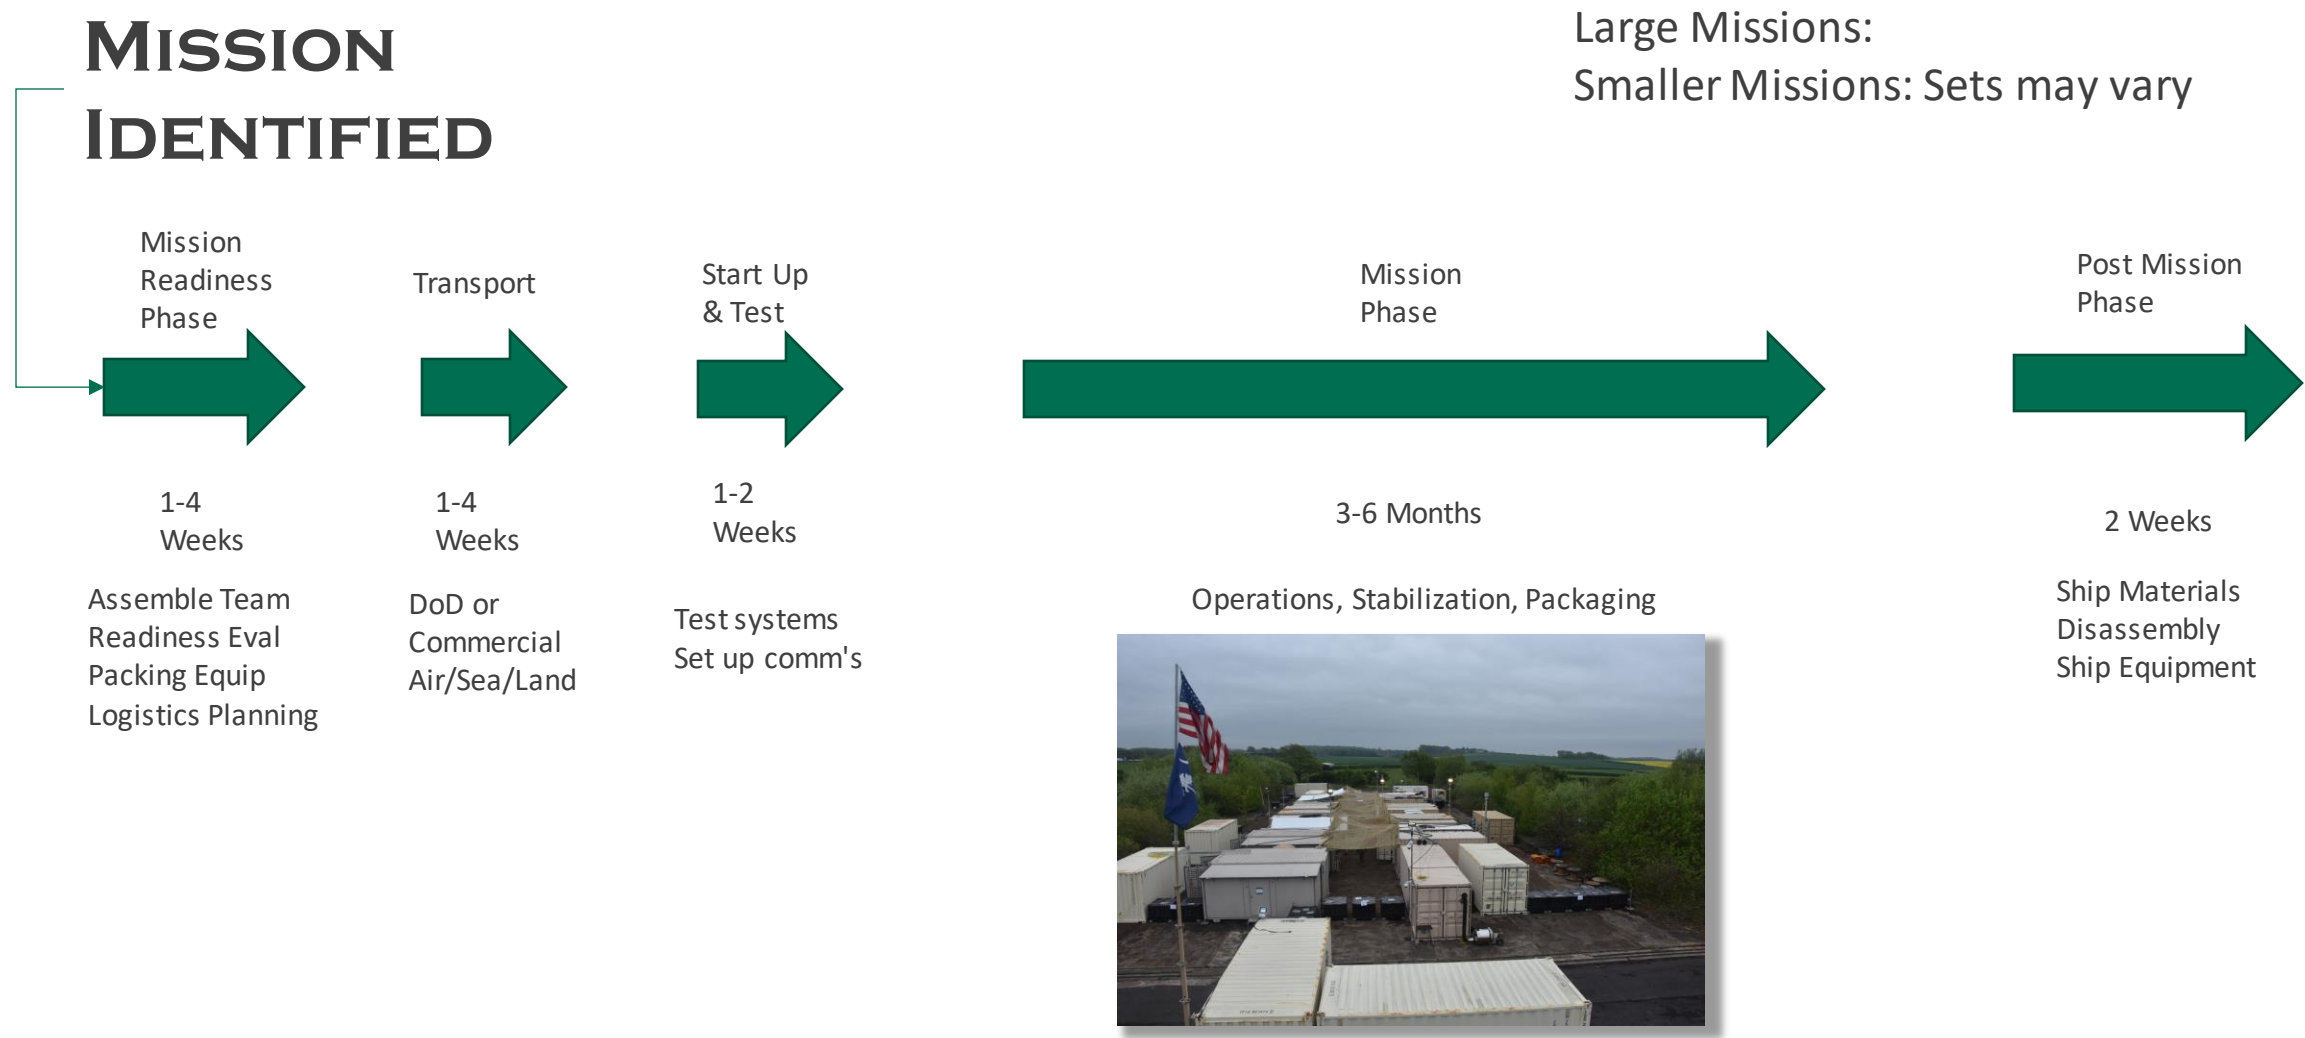 MISSION
IDENTIFIED
Large Missions:
Smaller Missions: Sets may vary
Mission
Readiness
Phase
Transport
Start Up
& Test
Mission
Phase
Post Mission
Phase
1-4
Weeks
1-4
Weeks
1-2
Weeks
3-6 Months
2 Weeks
Assemble Team
Readiness Eval
Packing Equip
Logistics Planning
DoD or
Commercial
Air/Sea/Land
Test systems
Set up comm's
Operations, Stabilization, Packaging
Ship Materials
Disassembly
Ship Equipment